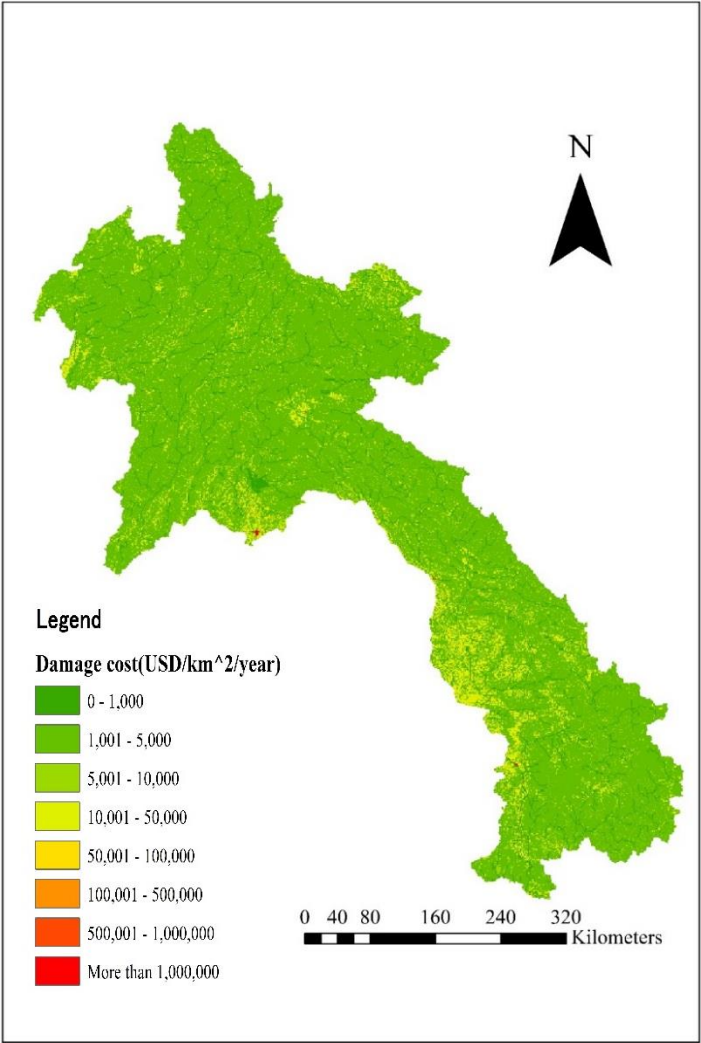 N
Legend
Damage cost(USD/km^2/year)
0 - 1,000
1,001 - 5,000
5,001 - 10,000
10,001 - 50,000
50,001 - 100,000
100,001 - 500,000
500,001 - 1,000,000
More than 1,000,000
0 40 80 160 240 320
Kilometers